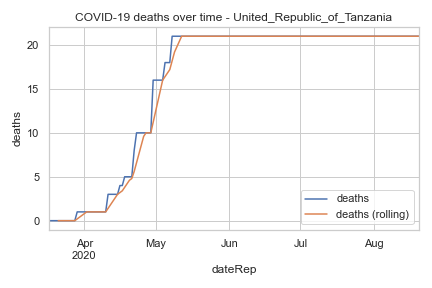 COVID-19 deaths over time - United_Republic_of_Tanzania
20
15
10
5
0
deaths
deaths
deaths (rolling)
Apr
2020
May
Jun
Jul
Aug
dateRep